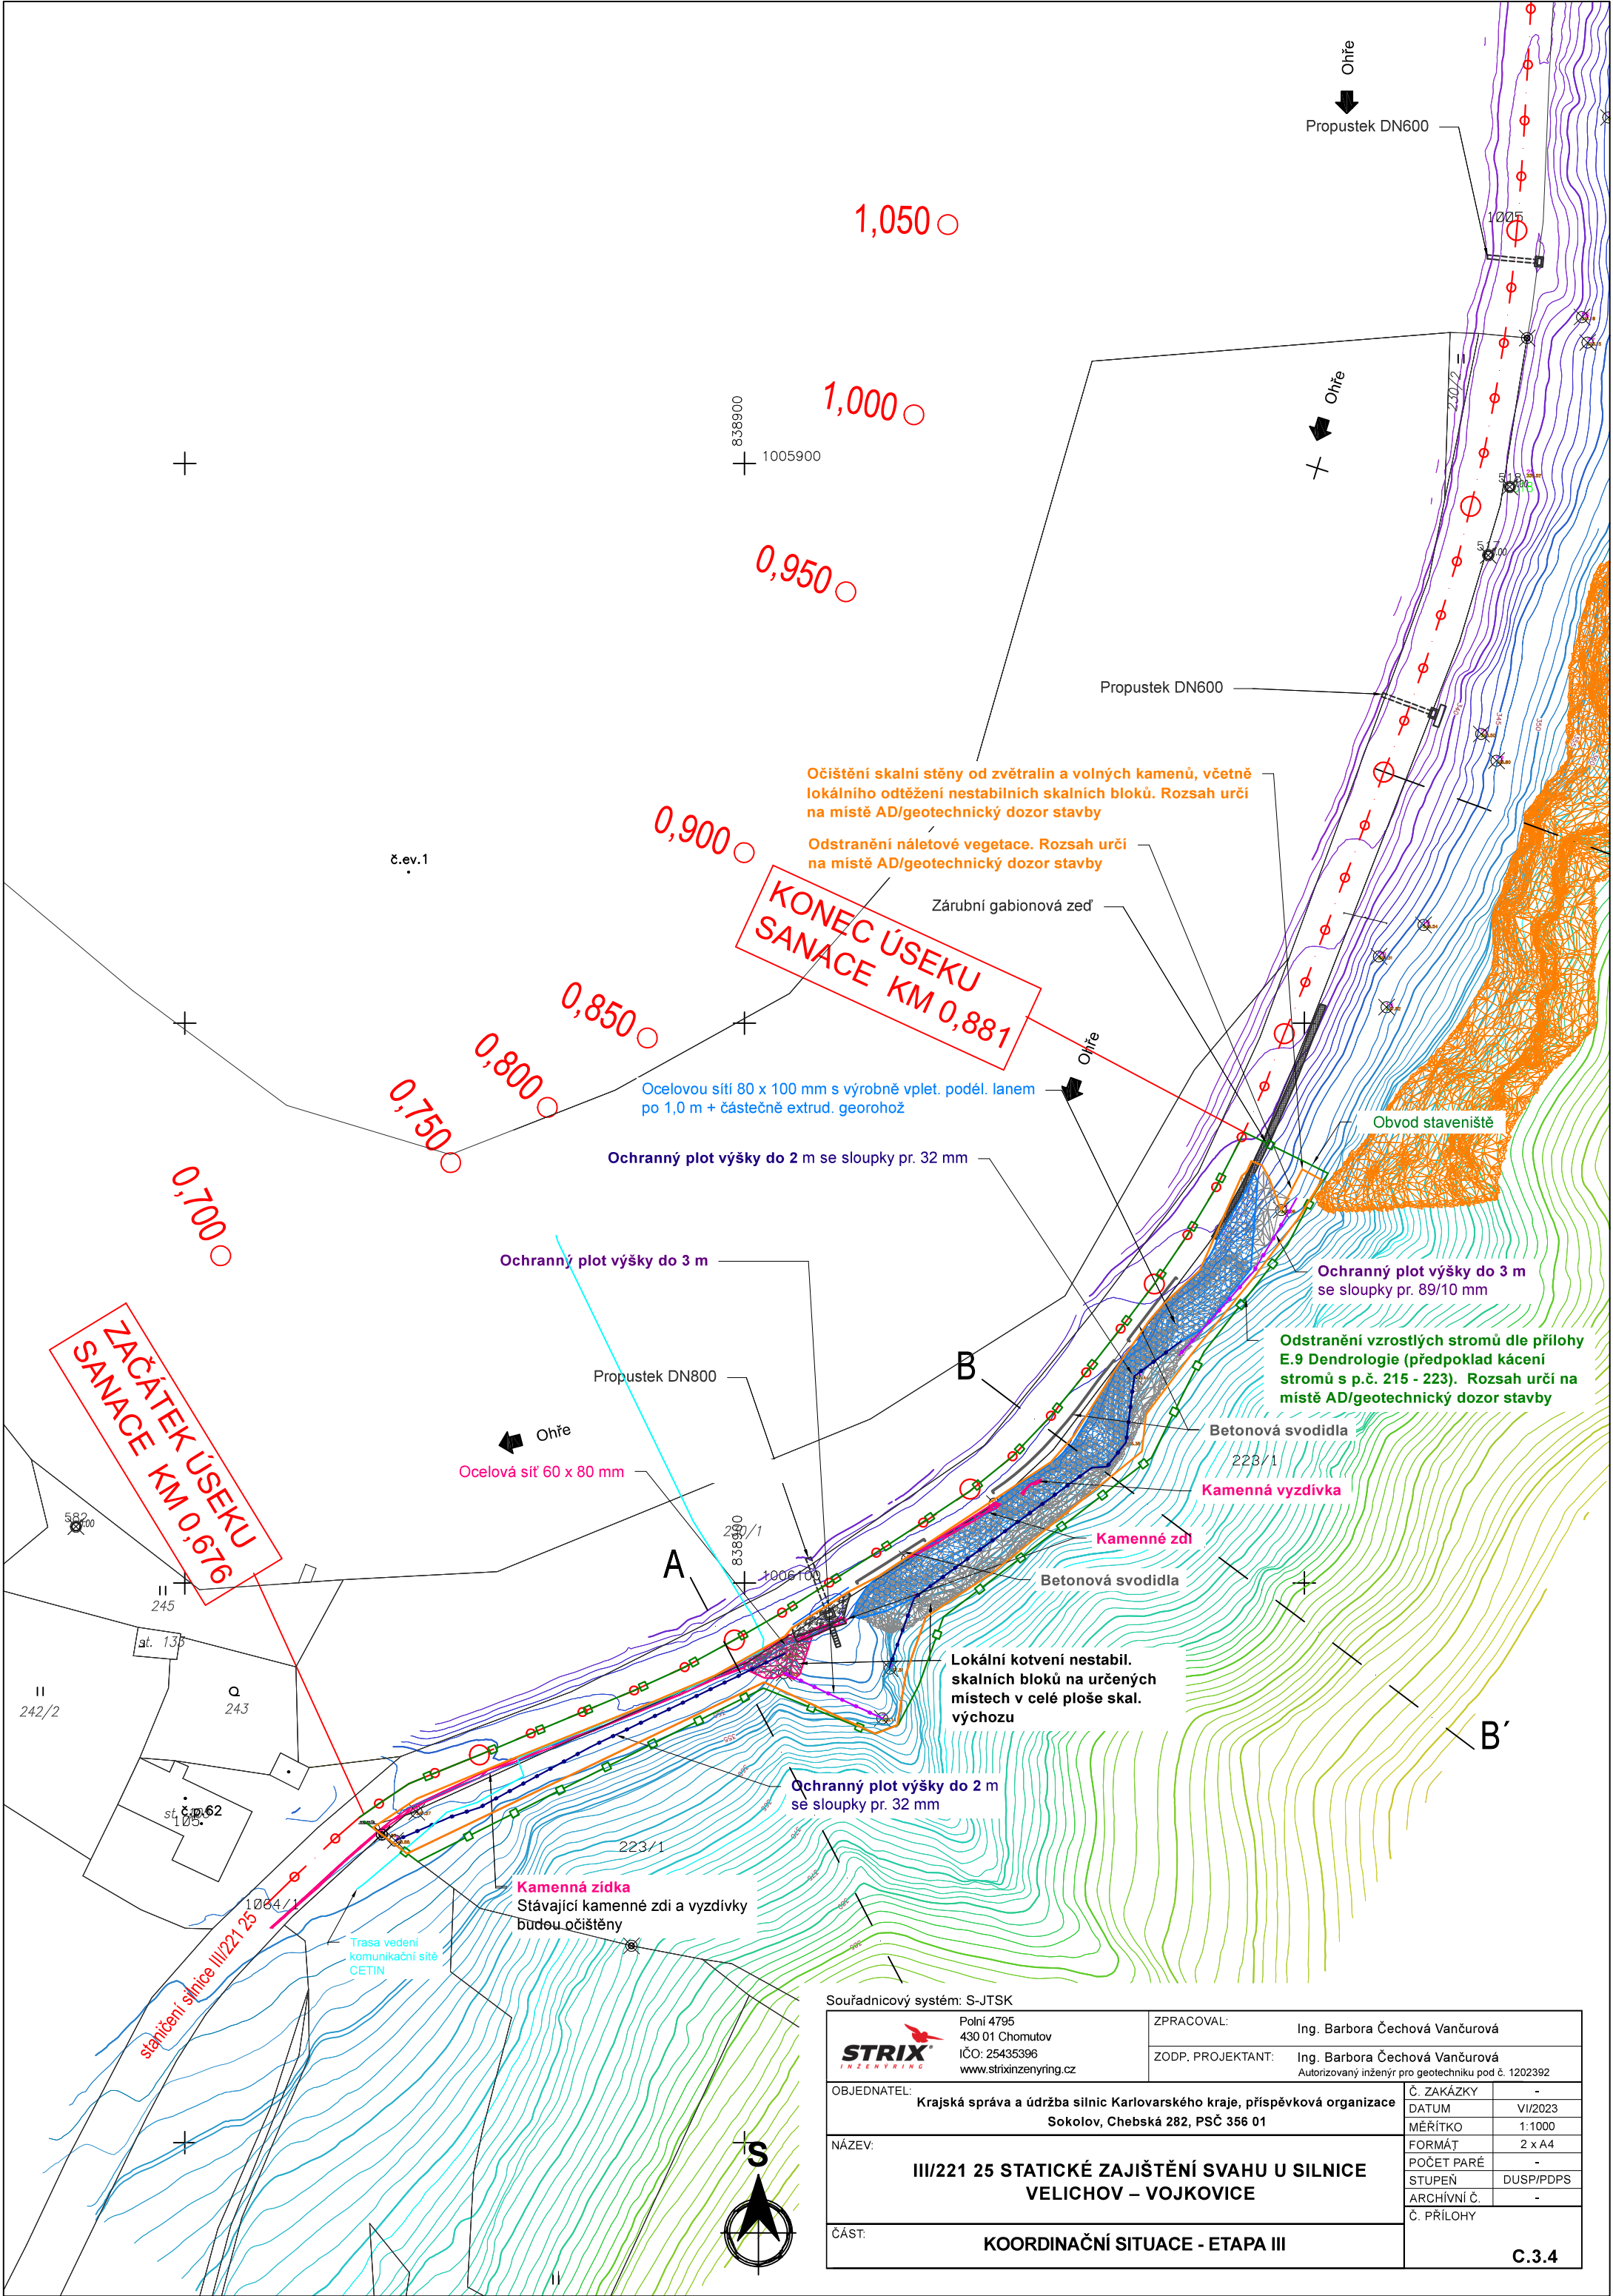 Ohře
Propustek DN600
1005
1,050
230/2
Ohře
1,000
838900
1005900
518
517
0,950
Propustek DN600
340
345
350
Očištění skalní stěny od zvětralin a volných kamenů, včetně
lokálního odtěžení nestabilních skalních bloků. Rozsah určí
na místě AD/geotechnický dozor stavby
0,900
Odstranění náletové vegetace. Rozsah určí
na místě AD/geotechnický dozor stavby
č.ev.1
Zárubní gabionová zeď
KONEC ÚSEKU
SANACE KM 0,881
0,850
0,800
Ohře
0,750
Ocelovou sítí 80 x 100 mm s výrobně vplet. podél. lanem
po 1,0 m + částečně extrud. georohož
Obvod staveniště
Ochranný plot výšky do 2 m se sloupky pr. 32 mm
0,700
Ochranný plot výšky do 3 m
Ochranný plot výšky do 3 m
se sloupky pr. 89/10 mm
Odstranění vzrostlých stromů dle přílohy
E.9 Dendrologie (předpoklad kácení
stromů s p.č. 215 - 223). Rozsah určí na
místě AD/geotechnický dozor stavby
ZAČÁTEK ÚSEKU
SANACE KM 0,676
B
Propustek DN800
Ohře
Betonová svodidla
223/1
Ocelová síť 60 x 80 mm
Kamenná vyzdívka
582
838900
Kamenné zdi
A
1006100
Betonová svodidla
245
st. 133
Lokální kotvení nestabil.
skalních bloků na určených
místech v celé ploše skal.
výchozu
242/2
243
B´
Ochranný plot výšky do 2 m
se sloupky pr. 32 mm
č.p.62
105
223/1
Kamenná zídka
Stávající kamenné zdi a vyzdívky
budou očištěny
1064/1
staničení silnice III/221 25
Trasa vedení
komunikační sítě
CETIN
Souřadnicový systém: S-JTSK
STRIX
INŽENÝRING
Polní 4795
430 01 Chomutov
IČO: 25435396
www.strixinzenyring.cz
ZPRACOVAL: Ing. Barbora Čechová Vančurová
ZODP. PROJEKTANT: Ing. Barbora Čechová Vančurová
Autorizovaný inženýr pro geotechniku pod č. 1202392
OBJEDNATEL:
Krajská správa a údržba silnic Karlovarského kraje, příspěvková organizace
Sokolov, Chebská 282, PSČ 356 01
Č. ZAKÁZKY -
DATUM VI/2023
MĚŘÍTKO 1:1000
FORMÁT 2 x A4
POČET PARÉ -
STUPEŇ DUSP/PDPS
ARCHÍVNÍ Č. -
Č. PŘÍLOHY
C.3.4
NÁZEV:
III/221 25 STATICKÉ ZAJIŠTĚNÍ SVAHU U SILNICE
VELICHOV – VOJKOVICE
ČÁST:
KOORDINAČNÍ SITUACE - ETAPA III
S